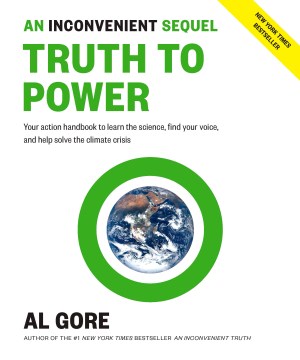 AN INCONVENIENT SEQUEL
NEW YORK TIMES
BESTSELLER
TRUTH TO
POWER
Your action handbook to learn the science, find your voice,
and help solve the climate crisis
AL GORE
AUTHOR OF THE #1 NEW YORK TIMES BESTSELLER AN INCONVENIENT TRUTH